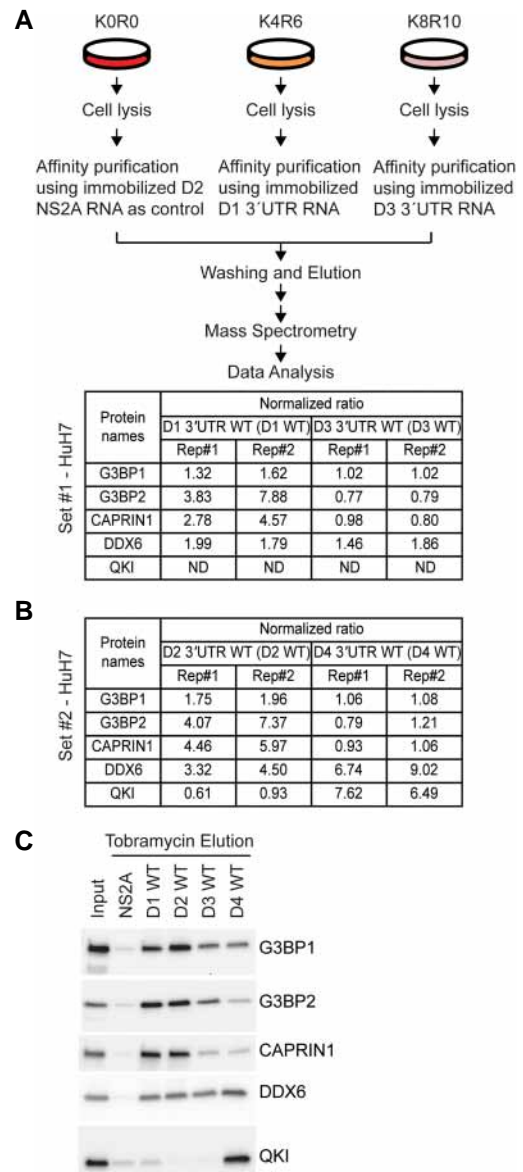 A
K0R0 K4R6 K8R10
Cell lysis Cell lysis Cell lysis
Affinity purification Affinity purification Affinity purification
using immobilized D2 using immobilized using immobilized
NS2A RNA as control D1 3´UTR RNA D3 3´UTR RNA
Washing and Elution
Mass Spectrometry
Data Analysis
Set #1 - HuH7
Protein names Normalized ratio
D1 3'UTR WT (D1 WT) D3 3'UTR WT (D3 WT)
Rep#1 Rep#2 Rep#1 Rep#2
G3BP1 1.32 1.62 1.02 1.02
G3BP2 3.83 7.88 0.77 0.79
CAPRIN1 2.78 4.57 0.98 0.80
DDX6 1.99 1.79 1.46 1.86
QKI ND ND ND ND
B
Set #2 - HuH7
Protein names Normalized ratio
D2 3'UTR WT (D2 WT) D4 3'UTR WT (D4 WT)
Rep#1 Rep#2 Rep#1 Rep#2
G3BP1 1.75 1.96 1.06 1.08
G3BP2 4.07 7.37 0.79 1.21
CAPRIN1 4.46 5.97 0.93 1.06
DDX6 3.32 4.50 6.74 9.02
QKI 0.61 0.93 7.62 6.49
C
Tobramycin Elution
Input NS2A D1 WT D2 WT D3 WT D4 WT
G3BP1
G3BP2
CAPRIN1
DDX6
QKI